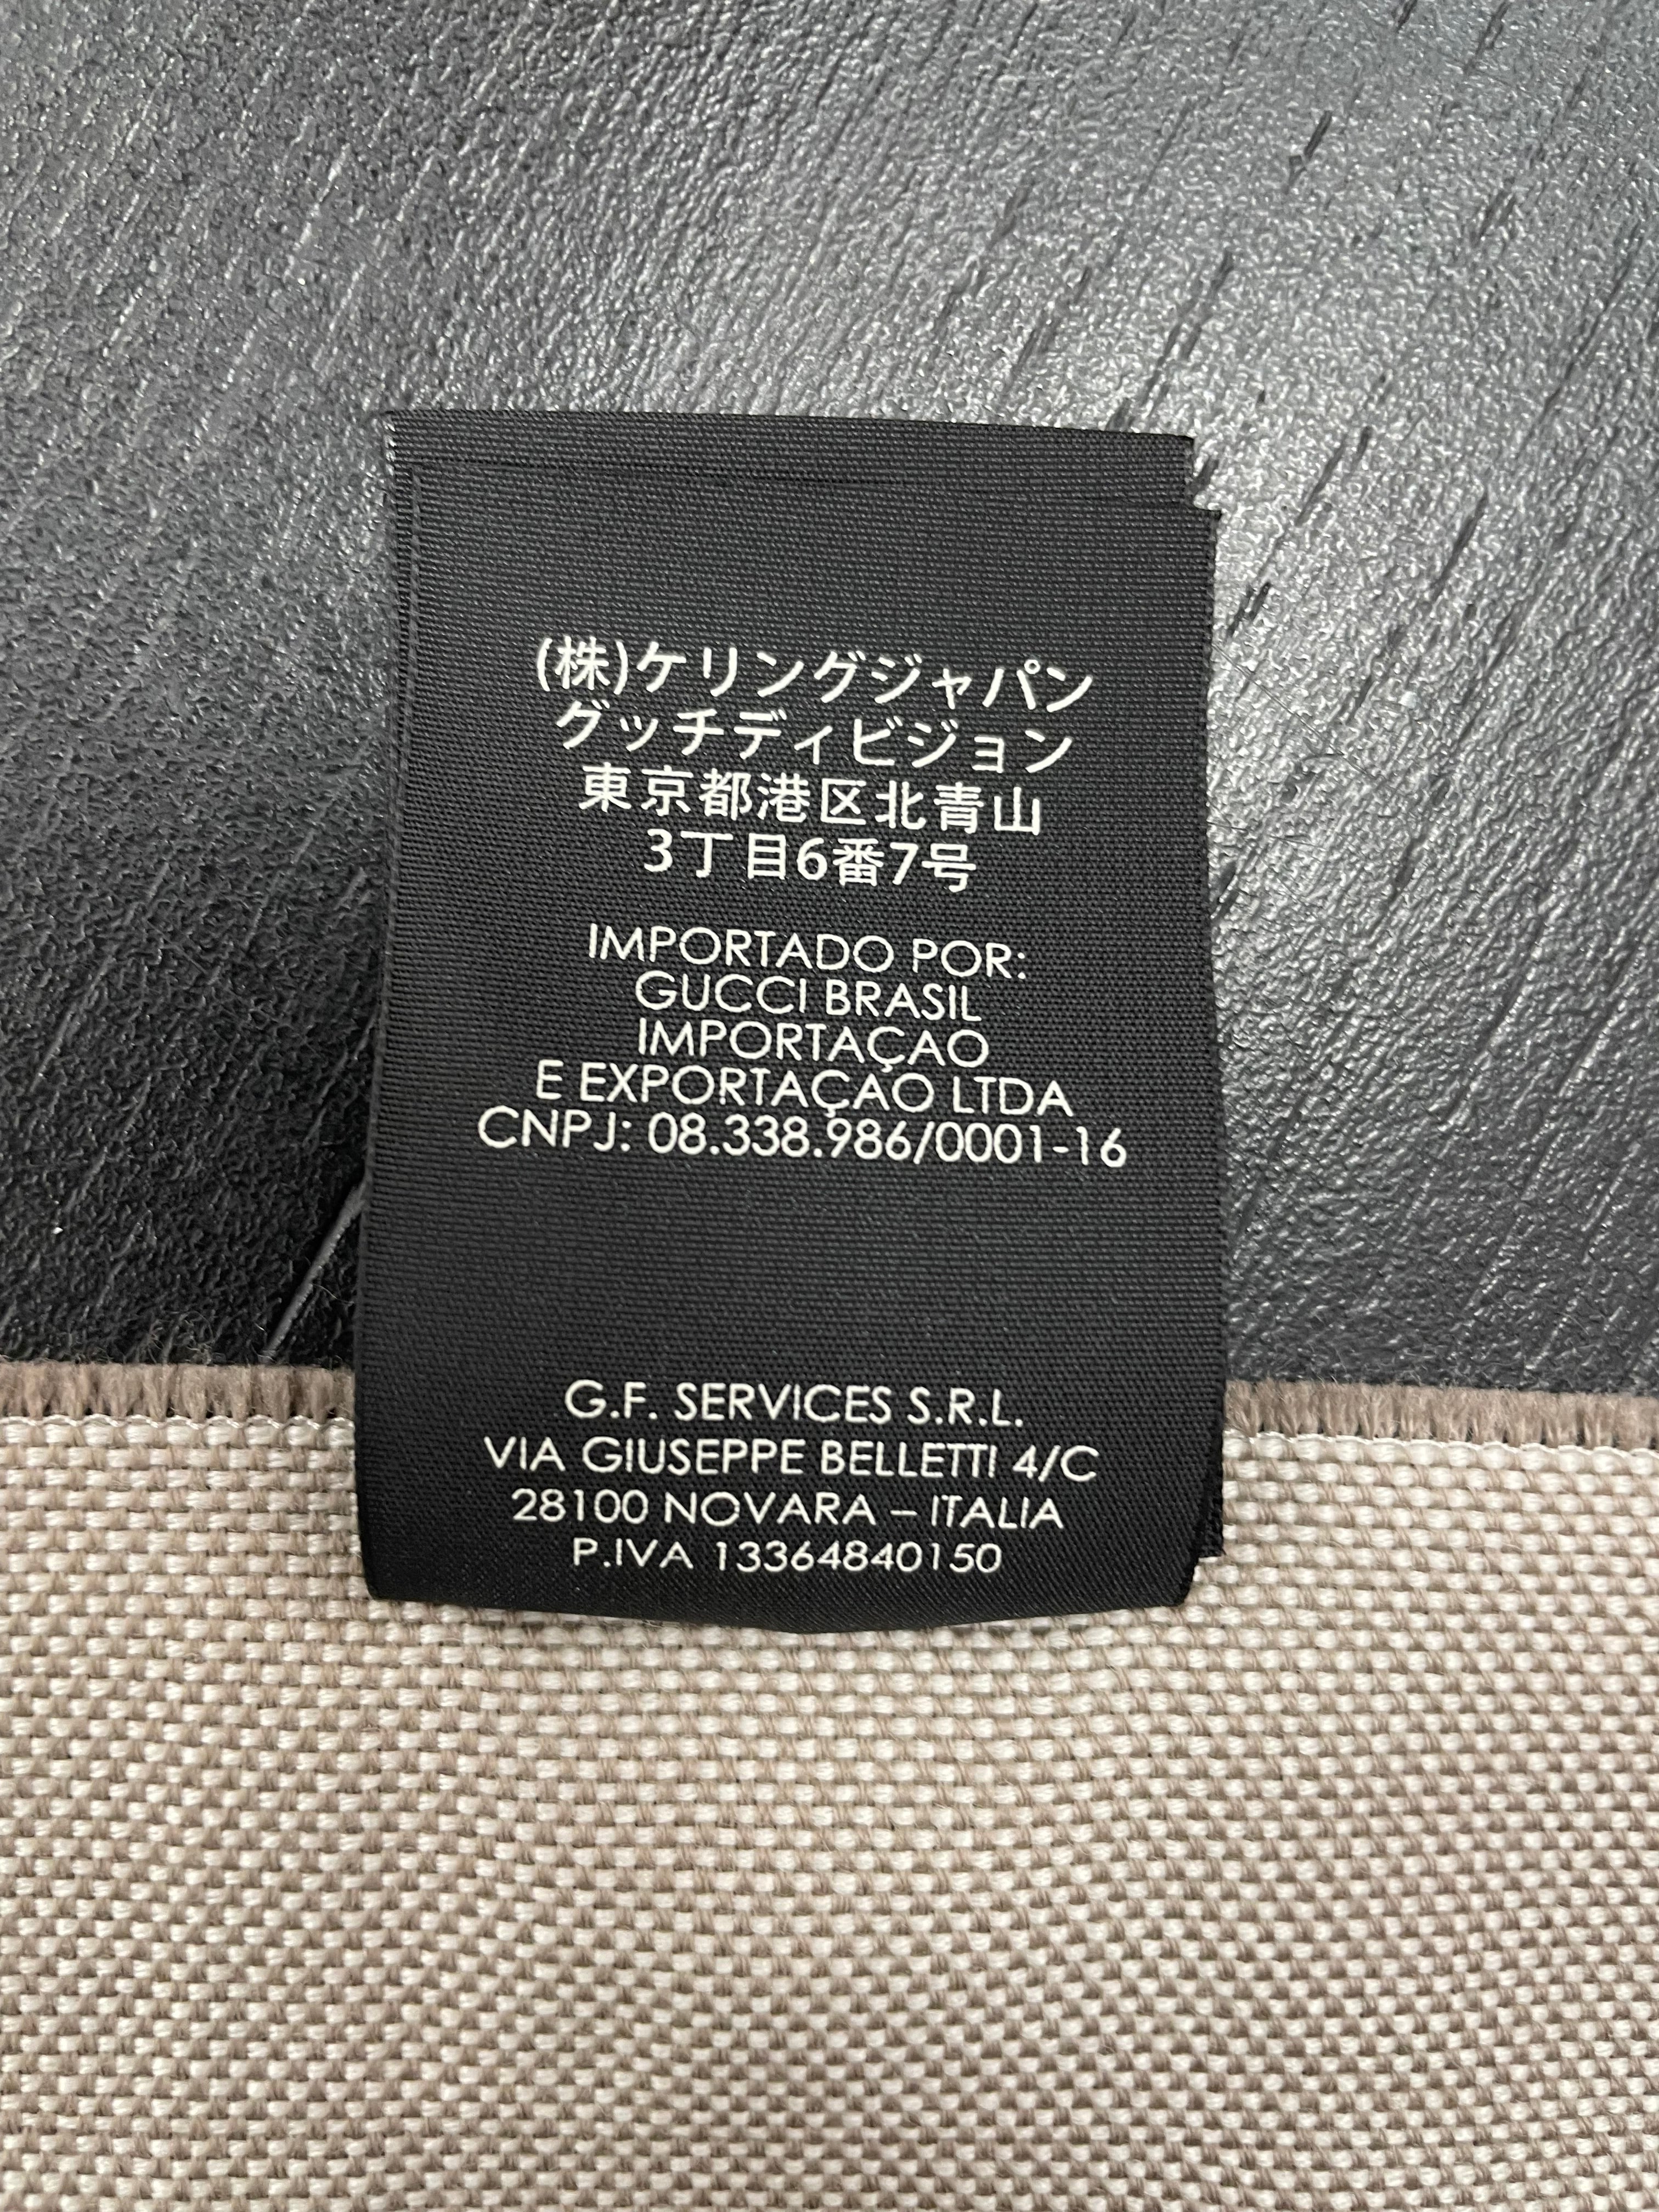 (株)ケリングジャパン
グッチディビジョン
東京都港区北青山
3丁目6番7号
IMPORTADO POR:
GUCCI BRASIL
IMPORTAÇAO
E EXPORTAÇAO LTDA
CNPJ: 08.338.986/0001-16
G.F. SERVICES S.R.L.
VIA GIUSEPPE BELLETTI 4/C
28100 NOVARA – ITALIA
P.IVA 13364840150